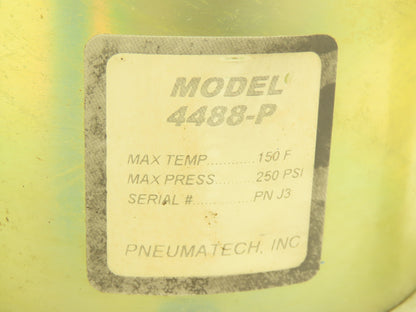 MODEL
4488-P
MAX TEMP............150 F
MAX PRESS..........250 PSI
SERIAL #................PN J3
PNEUMATECH, INC